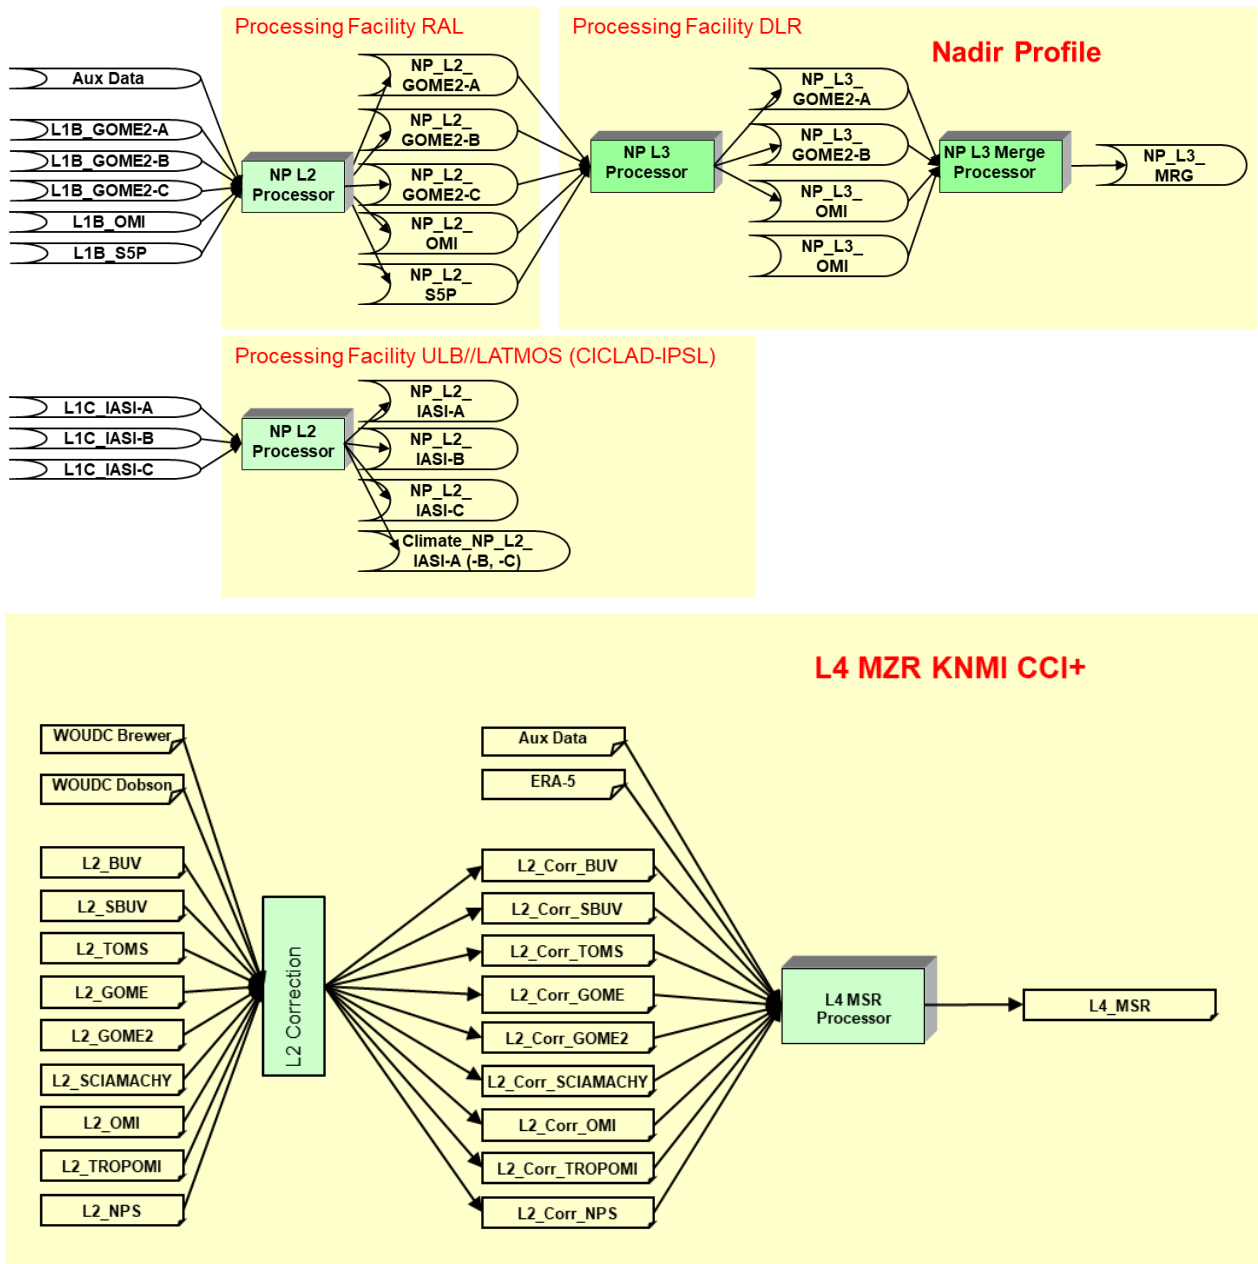 Processing Facility RAL
Processing Facility DLR
Nadir Profile
Aux Data
L1B_GOME2-A
L1B_GOME2-B
L1B_GOME2-C
L1B_OMI
L1B_S5P
NP L2
Processor
NP_L2_
GOME2-A
NP_L2_
GOME2-B
NP_L2_
GOME2-C
NP_L2_
OMI
NP_L2_
S5P
NP L3
Processor
NP_L3_
GOME2-A
NP_L3_
GOME2-B
NP_L3_
OMI
NP_L3_
OMI
NP L3 Merge
Processor
NP_L3_
MRG
Processing Facility ULB//LATMOS (CICLAD-IPSL)
L1C_IASI-A
L1C_IASI-B
L1C_IASI-C
NP L2
Processor
NP_L2_
IASI-A
NP_L2_
IASI-B
NP_L2_
IASI-C
Climate_NP_L2_
IASI-A (-B, -C)
L4 MZR KNMI CCI+
WOUDC Brewer
WOUDC Dobson
L2_BUV
L2_SBUV
L2_TOMS
L2_GOME
L2_GOME2
L2_SCIAMACHY
L2_OMI
L2_TROPOMI
L2_NPS
L2 Correction
Aux Data
ERA-5
L2_Corr_BUV
L2_Corr_SBUV
L2_Corr_TOMS
L2_Corr_GOME
L2_Corr_GOME2
L2_Corr_SCIAMACHY
L2_Corr_OMI
L2_Corr_TROPOMI
L2_Corr_NPS
L4 MSR
Processor
L4_MSR